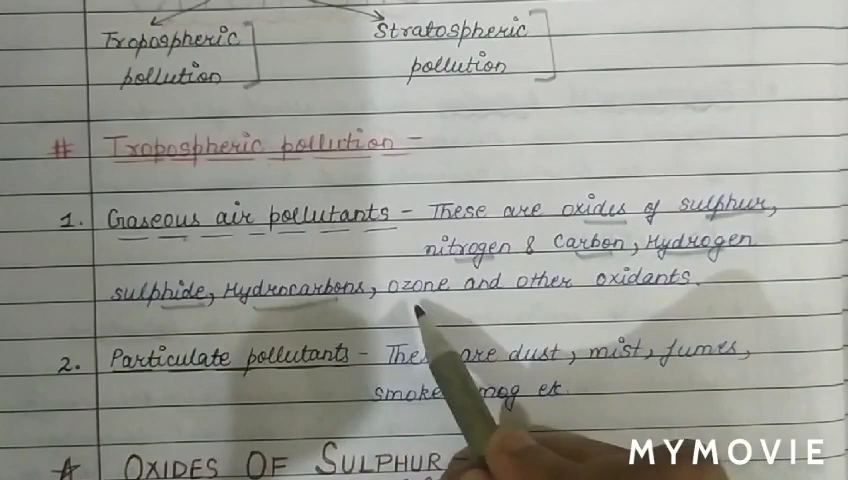 Tropospheric
pollution
Stratospheric
pollution
# Tropospheric pollution -
1. Gaseous air pollutants - These are oxides of sulphur,
nitrogen & Carbon, Hydrogen
sulphide, Hydrocarbons, ozone and other oxidants.
2. Particulate pollutants - are dust, mist, fumes,
smoke etc.
OXIDES OF SULPHUR
MYMOVIE